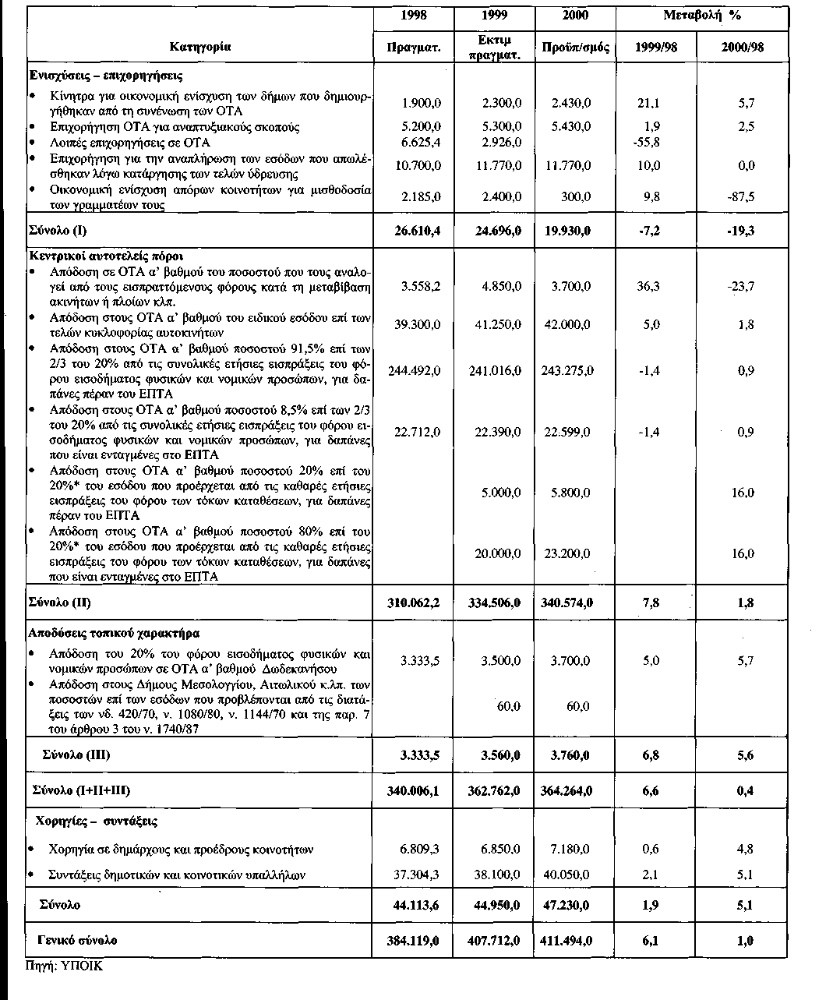 1998 1999 2000 Μεταβολή %
Κατηγορία Πραγματ. Εκτιμ πραγματ. Προϋπ/σμός 1999/98 2000/98
Ενισχύσεις – επιχορηγήσεις
• Κίνητρα για οικονομική ενίσχυση των δήμων που δημιουρ-
γήθηκαν από τη συνένωση των ΟΤΑ 1.900,0 2.300,0 2.430,0 21,1 5,7
• Επιχορήγηση ΟΤΑ για αναπτυξιακούς σκοπούς 5.200,0 5.300,0 5.430,0 1,9 2,5
• Λοιπές επιχορηγήσεις σε ΟΤΑ 6.625,4 2.926,0 -55,8
• Επιχορήγηση για την αναπλήρωση των εσόδων που απωλέ-
σθηκαν λόγω κατάργησης των τελών ύδρευσης 10.700,0 11.770,0 11.770,0 10,0 0,0
• Οικονομική ενίσχυση απόρων κοινοτήτων για μισθοδοσία
των γραμματέων τους 2.185,0 2.400,0 300,0 9,8 -87,5
Σύνολο (Ι) 26.610,4 24.696,0 19.930,0 -7,2 -19,3
Κεντρικοί αυτοτελείς πόροι
• Απόδοση σε ΟΤΑ α’ βαθμού του ποσοστού που τους αναλο-
γεί από τους εισπραττόμενους φόρους κατά τη μεταβίβαση 3.558,2 4.850,0 3.700,0 36,3 -23,7
ακινήτων ή πλοίων κλπ.
• Απόδοση στους ΟΤΑ α’ βαθμού του ειδικού εσόδου επί των
τελών κυκλοφορίας αυτοκινήτων 39.300,0 41.250,0 42.000,0 5,0 1,8
• Απόδοση στους ΟΤΑ α’ βαθμού ποσοστού 91,5% επί των
2/3 του 20% από τις συνολικές ετήσιες εισπράξεις του φό-
ρου εισοδήματος φυσικών και νομικών προσώπων, για δα- 244.492,0 241.016,0 243.275,0 -1,4 0,9
πάνες πέραν του ΕΠΤΑ
• Απόδοση στους ΟΤΑ α’ βαθμού ποσοστού 8,5% επί των 2/3
του 20% από τις συνολικές ετήσιες εισπράξεις του φόρου ει-
σοδήματος φυσικών και νομικών προσώπων, για δαπάνες 22.712,0 22.390,0 22.599,0 -1,4 0,9
που είναι ενταγμένες στο ΕΠΤΑ
• Απόδοση στους ΟΤΑ α’ βαθμού ποσοστού 20% επί του
20%* του εσόδου που προέρχεται από τις καθαρές ετήσιες
εισπράξεις του φόρου των τόκων καταθέσεων, για δαπάνες 5.000,0 5.800,0 16,0
πέραν του ΕΠΤΑ
• Απόδοση στους ΟΤΑ α’ βαθμού ποσοστού 80% επί του
20%* του εσόδου που προέρχεται από τις καθαρές ετήσιες
εισπράξεις του φόρου των τόκων καταθέσεων, για δαπάνες 20.000,0 23.200,0 16,0
που είναι ενταγμένες στο ΕΠΤΑ
Σύνολο (ΙΙ) 310.062,2 334.506,0 340.574,0 7,8 1,8
Αποδόσεις τοπικού χαρακτήρα
• Απόδοση του 20% του φόρου εισοδήματος φυσικών και
νομικών προσώπων σε ΟΤΑ α’ βαθμού Δωδεκανήσου 3.333,5 3.500,0 3.700,0 5,0 5,7
• Απόδοση στους Δήμους Μεσολογγίου, Αιτωλικού κ.λπ. των
ποσοστών επί των εσόδων που προβλέπονται από τις διατά-
ξεις των νδ. 420/70, ν. 1080/80, ν. 1144/70 και της παρ. 7 60,0 60,0
του άρθρου 3 του ν. 1740/87
Σύνολο (ΙΙΙ) 3.333,5 3.560,0 3.760,0 6,8 5,6
Σύνολο (Ι+ΙΙ+ΙΙΙ) 340.006,1 362.762,0 364.264,0 6,6 0,4
Χορηγίες – συντάξεις
• Χορηγία σε δημάρχους και προέδρους κοινοτήτων 6.809,3 6.850,0 7.180,0 0,6 4,8
• Συντάξεις δημοτικών και κοινοτικών υπαλλήλων 37.304,3 38.100,0 40.050,0 2,1 5,1
Σύνολο 44.113,6 44.950,0 47.230,0 1,9 5,1
Γενικό σύνολο 384.119,0 407.712,0 411.494,0 6,1 1,0
Πηγή: ΥΠΟΙΚ